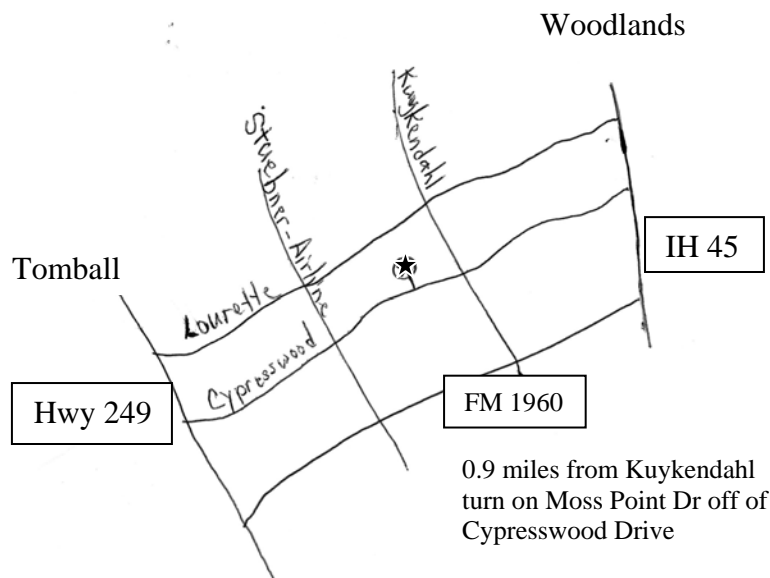 Woodlands
Kuykendahl
Stuebner-Airline
IH 45
Tomball
Lourette
Cypresswood
Hwy 249
FM 1960
0.9 miles from Kuykendahl
turn on Moss Point Dr off of
Cypresswood Drive